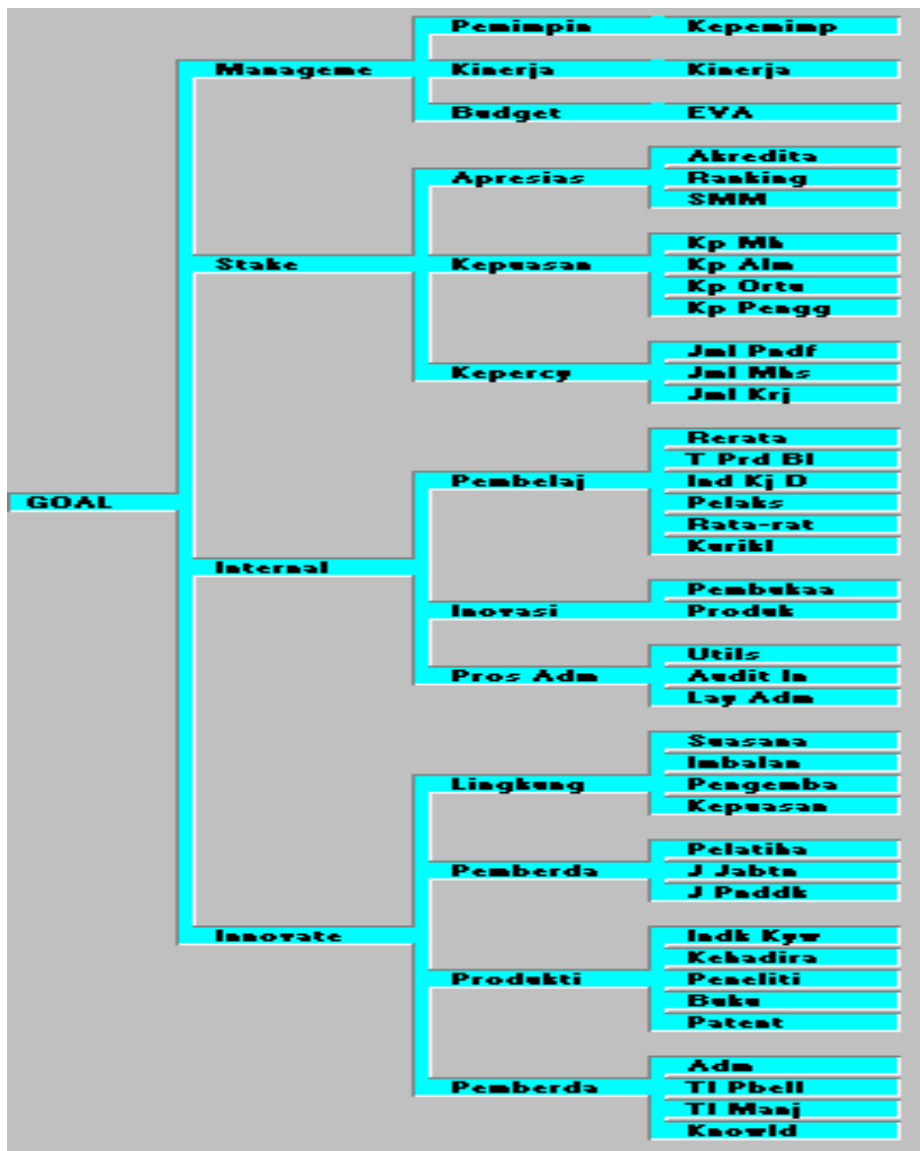 Pemimpin Kepemimp
Manageme Kinerja Kinerja
Budget EVA
Akredita
Apresias Ranking
SMM
Kp Mh
Stake Kepuasan Kp Alm
Kp Ortu
Kp Pengg
Jml Pndf
Kepercy Jml Mhs
Jml Krj
Rerata
T Prd Bl
Pembelaj Ind Kj D
GOAL Pelaks
Rata-rat
Kurikl
Internal
Pembukaa
Inovasi Produk
Utils
Pros Adm Audit In
Lay Adm
Suasana
Imbalan
Lingkung Pengemba
Kepuasan
Pelatiha
Pemberda J Jabtn
J Pnddk
Innovate Indk Kyw
Kehadira
Produkti Peneliti
Buku
Patent
Adm
Pemberda TI Pbell
TI Manj
Knowld